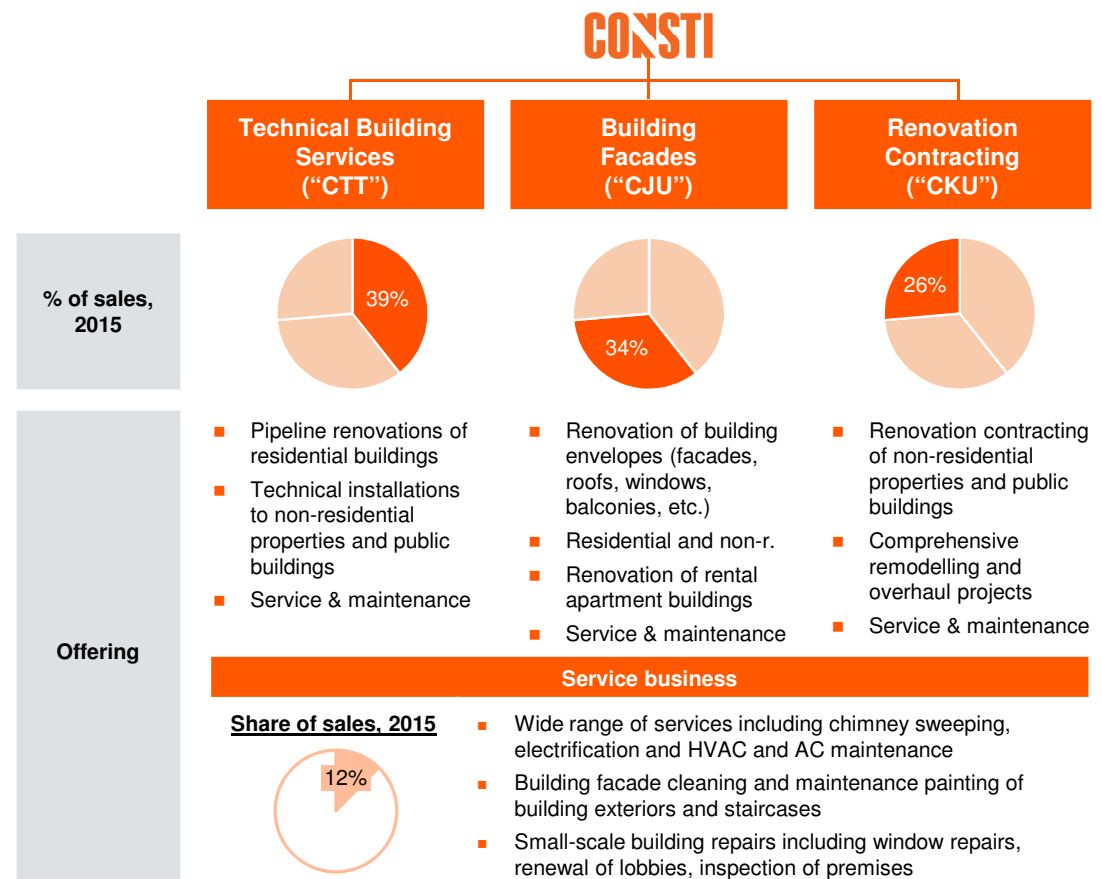 CONSTI
Technical Building
Services
(“CTT”)
Building
Facades
(“CJU”)
Renovation
Contracting
(“CKU”)
% of sales,
2015
39%
34%
26%
Offering
■ Pipeline renovations of
residential buildings
■ Technical installations
to non-residential
properties and public
buildings
■ Service & maintenance
■ Renovation of building
envelopes (facades,
roofs, windows,
balconies, etc.)
■ Residential and non-r.
■ Renovation of rental
apartment buildings
■ Service & maintenance
■ Renovation contracting
of non-residential
properties and public
buildings
■ Comprehensive
remodelling and
overhaul projects
■ Service & maintenance
Service business
Share of sales, 2015
12%
■ Wide range of services including chimney sweeping,
electrification and HVAC and AC maintenance
■ Building facade cleaning and maintenance painting of
building exteriors and staircases
■ Small-scale building repairs including window repairs,
renewal of lobbies, inspection of premises